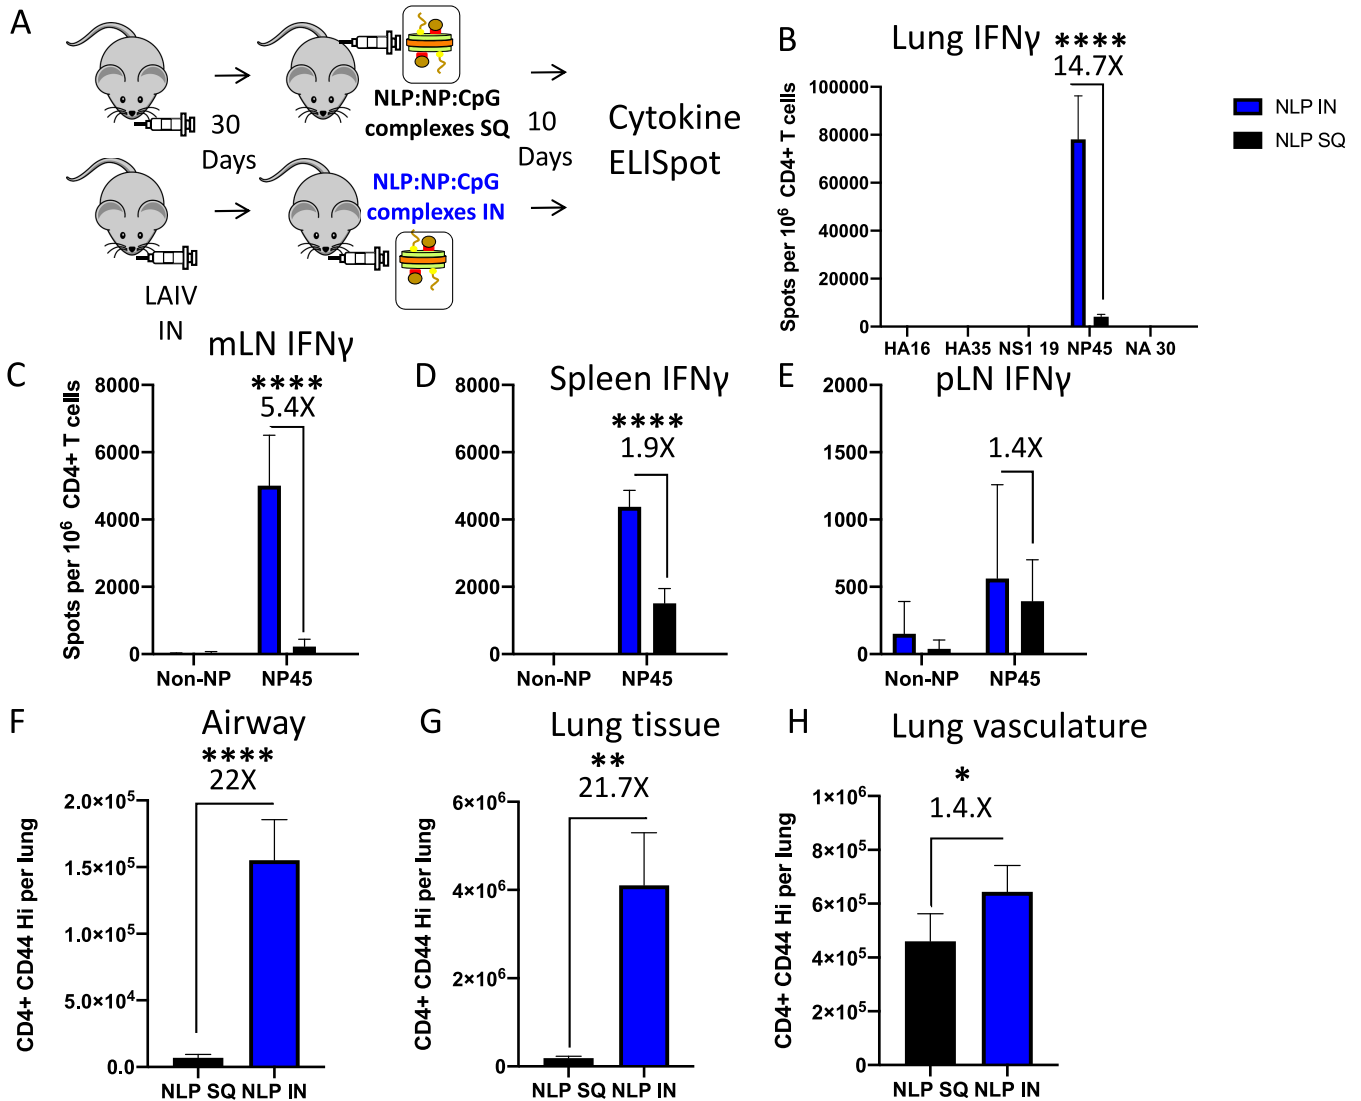 A
NLP:NP:CpG
complexes SQ
30
Days
10
Days
Cytokine
ELISpot
NLP:NP:CpG
complexes IN
LAIV
IN
B
Lung IFNγ
****
14.7X
Spots per 10⁶ CD4+ T cells
100000
80000
60000
40000
20000
0
HA16 HA35 NS1 19 NP45 NA 30
NLP IN
NLP SQ
C
mLN IFNγ
****
5.4X
Spots per 10⁶ CD4+ T cells
8000
6000
4000
2000
0
Non-NP NP45
D
Spleen IFNγ
****
1.9X
8000
6000
4000
2000
0
Non-NP NP45
E
pLN IFNγ
1.4X
2000
1500
1000
500
0
Non-NP NP45
F
Airway
****
22X
CD4+ CD44 Hi per lung
2.0×10⁵
1.5×10⁵
1.0×10⁵
5.0×10⁴
0.0
NLP SQ NLP IN
G
Lung tissue
**
21.7X
CD4+ CD44 Hi per lung
6×10⁶
4×10⁶
2×10⁶
0
NLP SQ NLP IN
H
Lung vasculature
*
1.4.X
CD4+ CD44 Hi per lung
1×10⁶
8×10⁵
6×10⁵
4×10⁵
2×10⁵
0
NLP SQ NLP IN